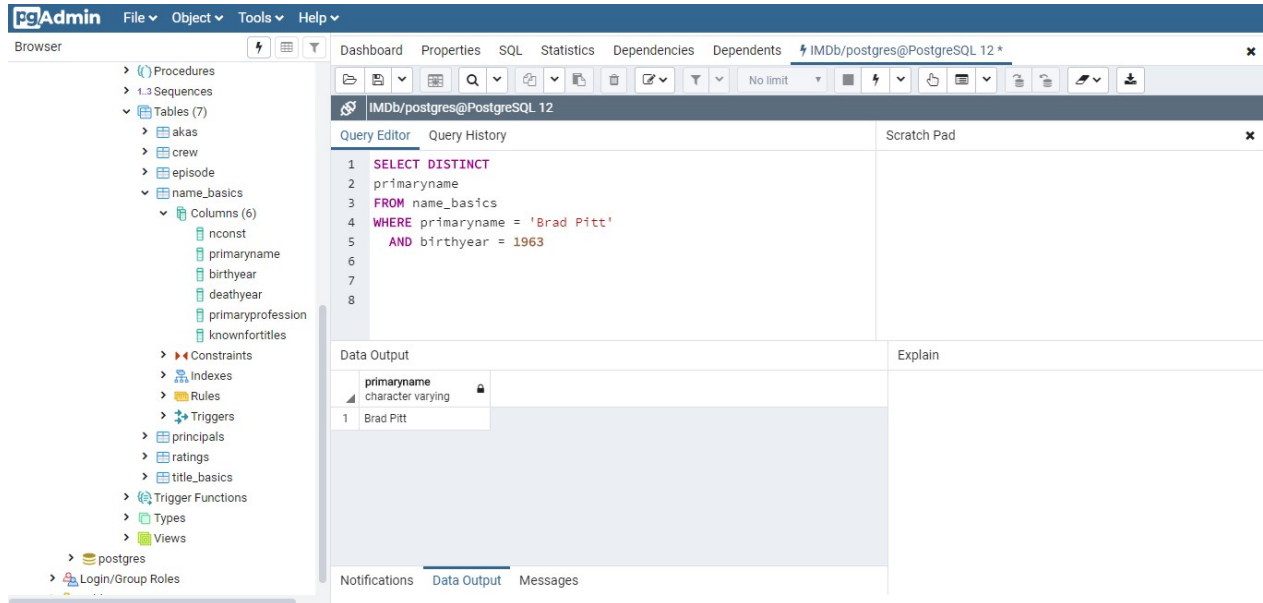 pgAdmin File Object Tools Help
Browser
Procedures
1..3 Sequences
Tables (7)
akas
crew
episode
name_basics
Columns (6)
nconst
primaryname
birthyear
deathyear
primaryprofession
knownfortitles
Constraints
Indexes
Rules
Triggers
principals
ratings
title_basics
Trigger Functions
Types
Views
postgres
Login/Group Roles
Dashboard Properties SQL Statistics Dependencies Dependents IMDb/postgres@PostgreSQL 12 *
No limit
IMDb/postgres@PostgreSQL 12
Query Editor Query History
Scratch Pad
1 SELECT DISTINCT
2 primaryname
3 FROM name_basics
4 WHERE primaryname = 'Brad Pitt'
5 AND birthyear = 1963
6
7
8
Data Output
Explain
primaryname
character varying
1 Brad Pitt
Notifications Data Output Messages